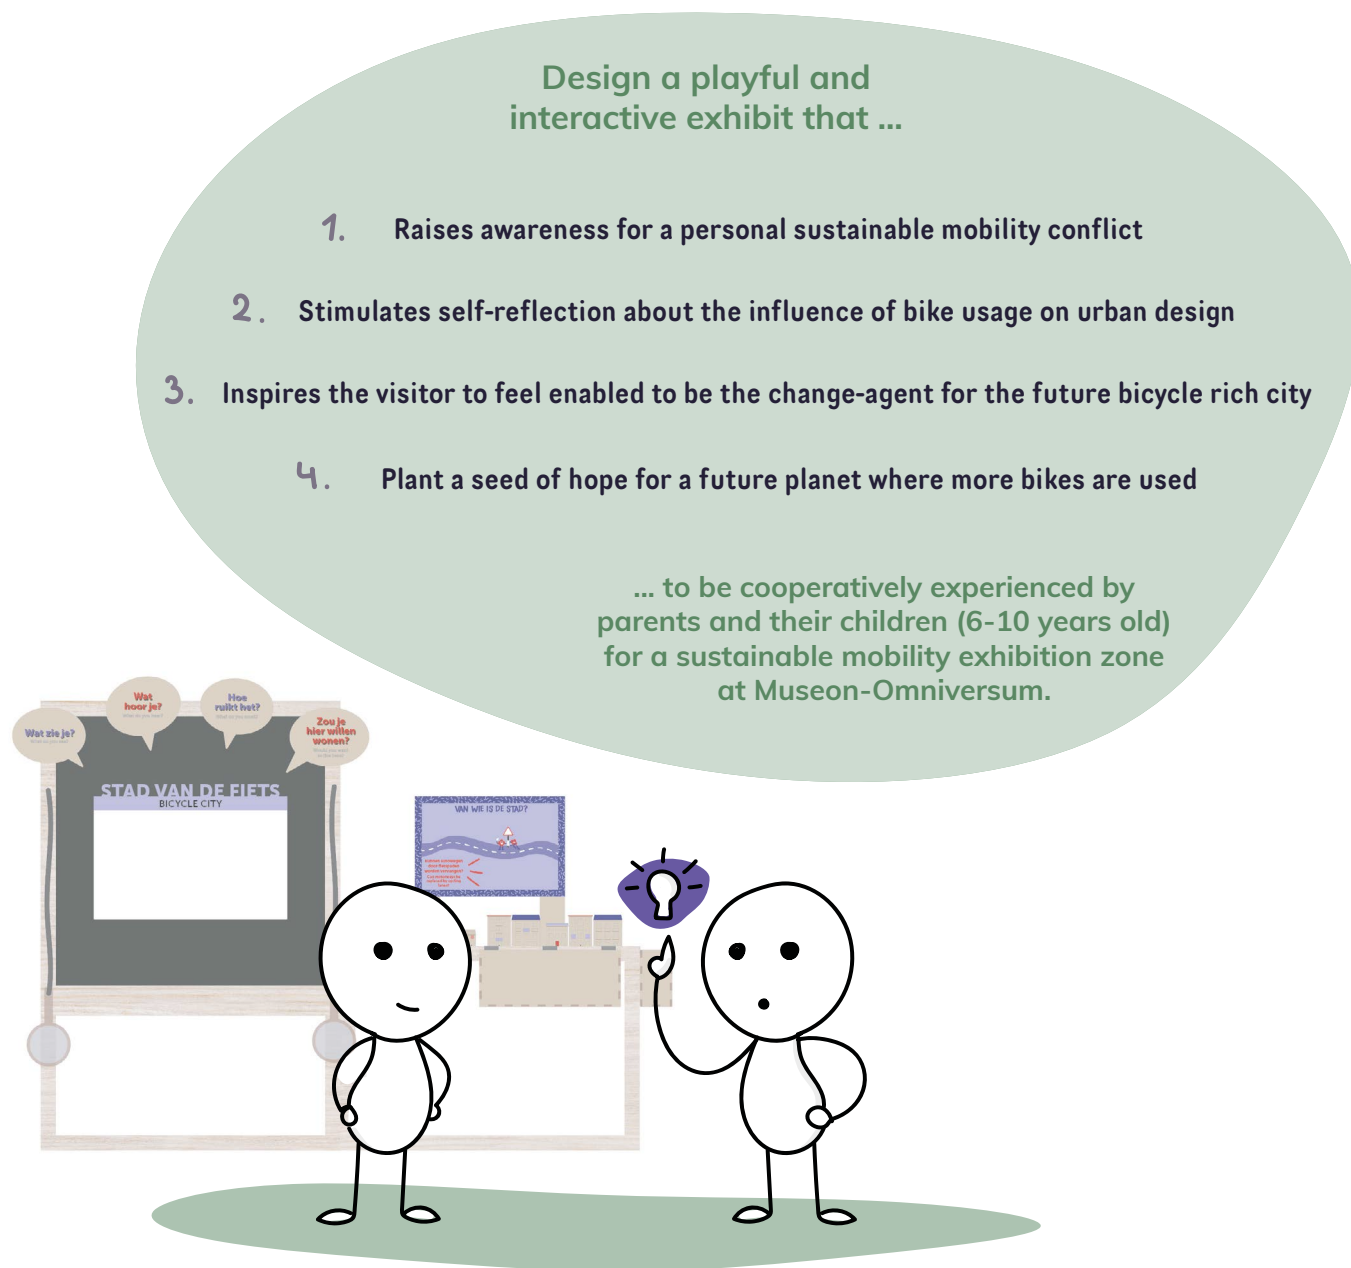 Design a playful and
interactive exhibit that ...
1. Raises awareness for a personal sustainable mobility conflict
2. Stimulates self-reflection about the influence of bike usage on urban design
3. Inspires the visitor to feel enabled to be the change-agent for the future bicycle rich city
4. Plant a seed of hope for a future planet where more bikes are used
... to be cooperatively experienced by
parents and their children (6-10 years old)
for a sustainable mobility exhibition zone
at Museon-Omniversum.
Wat zie je?
Wat
hoor je?
Hoe
ruikt het?
Zou je
hier willen
wonen?
STAD VAN DE FIETS
BICYCLE CITY
VAN WIE IS DE STAD?